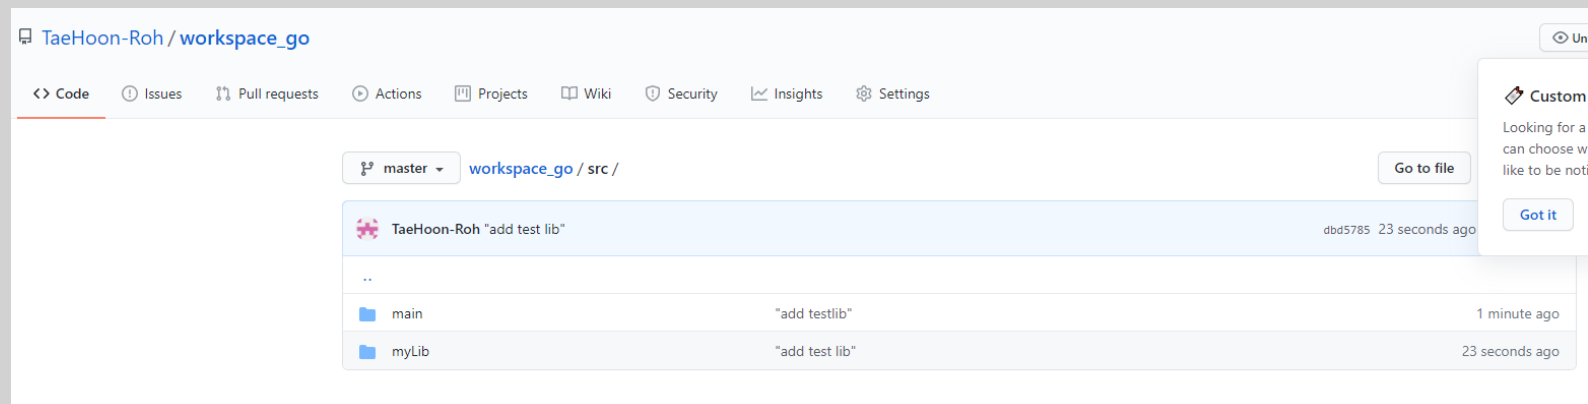 TaeHoon-Roh / workspace_go
Un
Code Issues Pull requests Actions Projects Wiki Security Insights Settings
Custom
Looking for a
can choose w
like to be noti
Got it
master workspace_go / src /
Go to file
TaeHoon-Roh "add test lib" dbd5785 23 seconds ago
..
main "add testlib" 1 minute ago
myLib "add test lib" 23 seconds ago